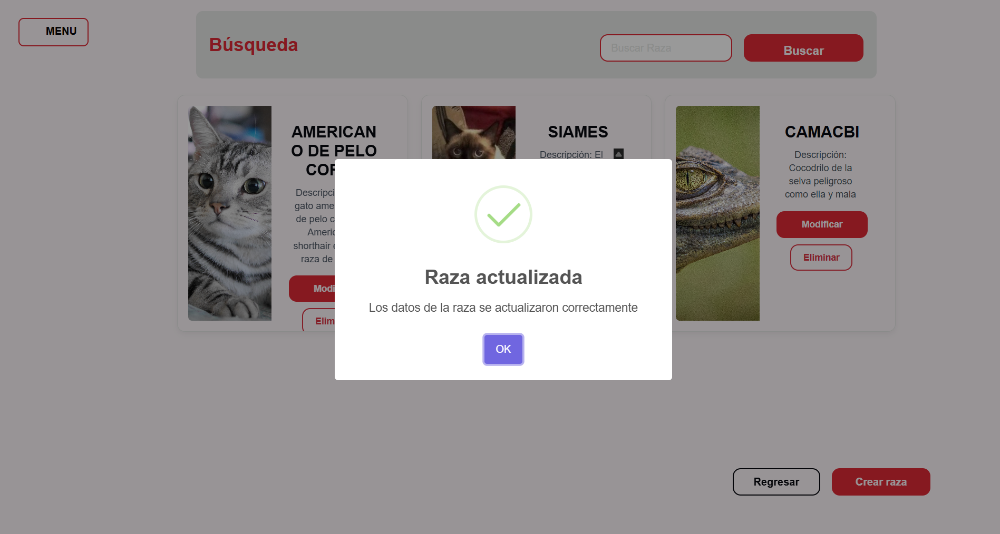 MENU
Búsqueda
Buscar Raza
Buscar
AMERICAN
O DE PELO
Descripci
gato ame
de pelo c
Americ
shorthair e
raza de
Modi
Elim
SIAMES
Descripción: El
CAMACBI
Descripción:
Cocodrilo de la
selva peligroso
como ella y mala
Modificar
Eliminar
Raza actualizada
Los datos de la raza se actualizaron correctamente
OK
Regresar
Crear raza